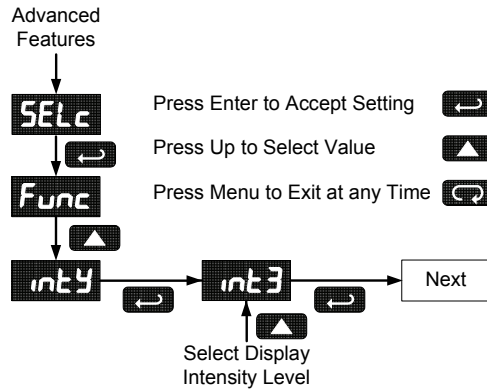 Advanced
Features
SELc
Press Enter to Accept Setting
Press Up to Select Value
Func
Press Menu to Exit at any Time
intY
int3
Next
Select Display
Intensity Level